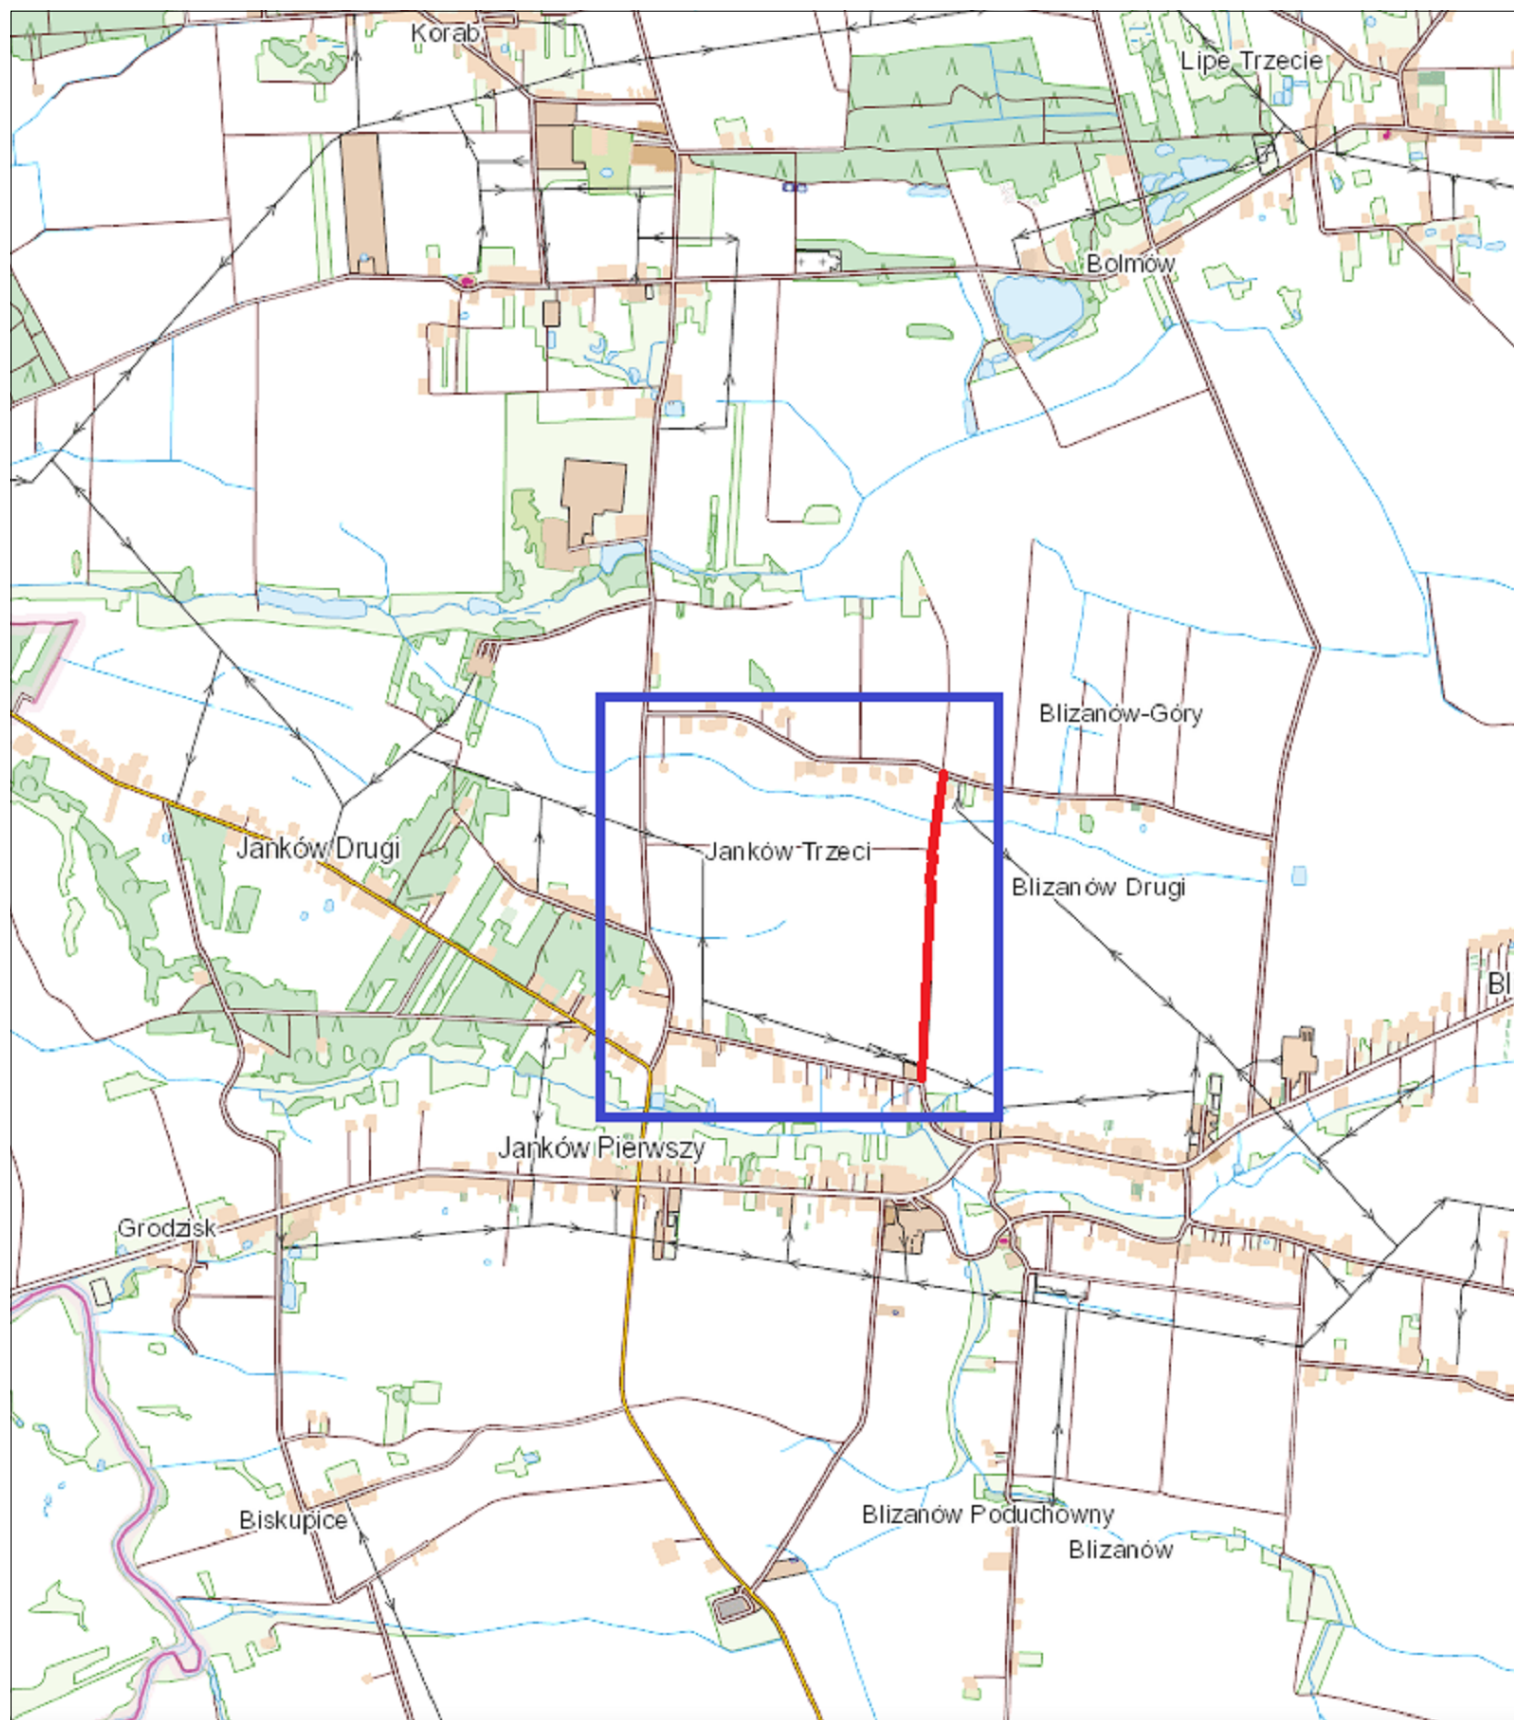 Korab
Lipe Trzecie
Bolmów
Blizanów-Góry
Janków Drugi
Janków Trzeci
Blizanów Drugi
Bl
Janków Pierwszy
Grodzisk
Blizanów Poduchowny
Biskupice
Blizanów